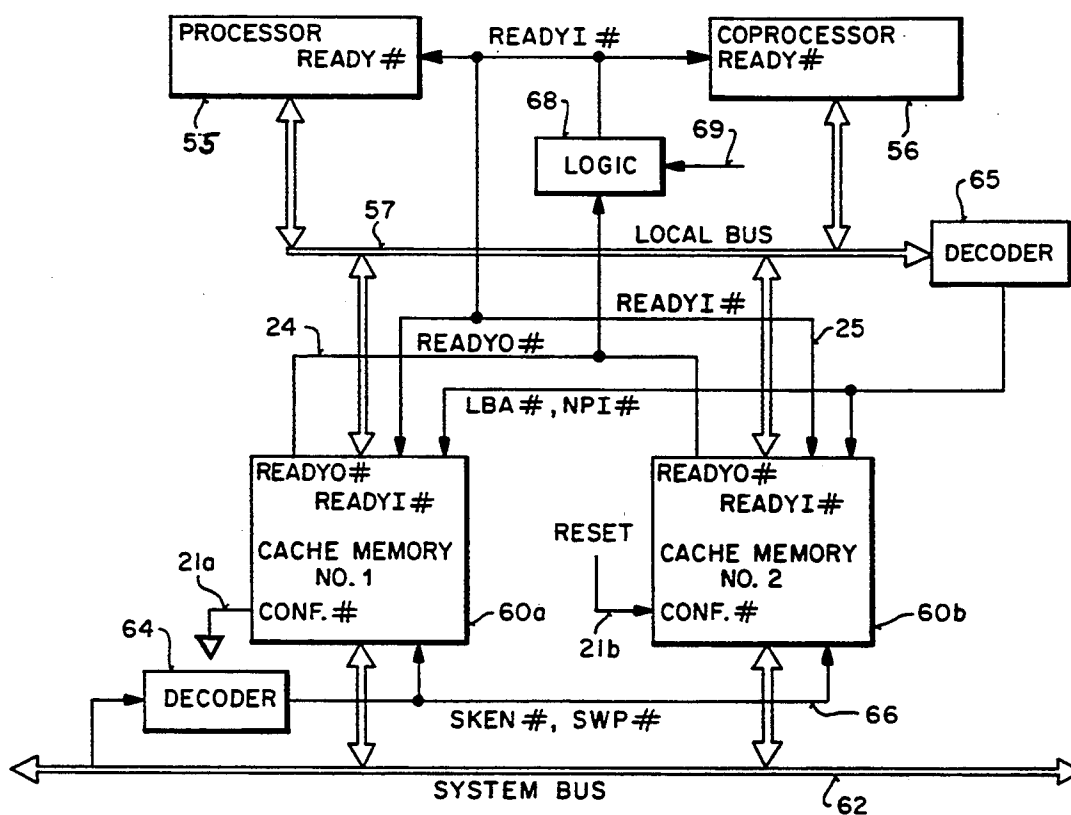 PROCESSOR
READY#
READYI#
COPROCESSOR
READY#
55
68
LOGIC
69
56
65
DECODER
57
LOCAL BUS
24
READYI#
READYO#
25
LBA#, NPI#
READYO#
READYI#
CACHE MEMORY
NO. 1
CONF.#
21a
60a
RESET
READYO#
READYI#
CACHE MEMORY
NO. 2
CONF.#
21b
60b
64
DECODER
SKEN#, SWP#
66
SYSTEM BUS
62